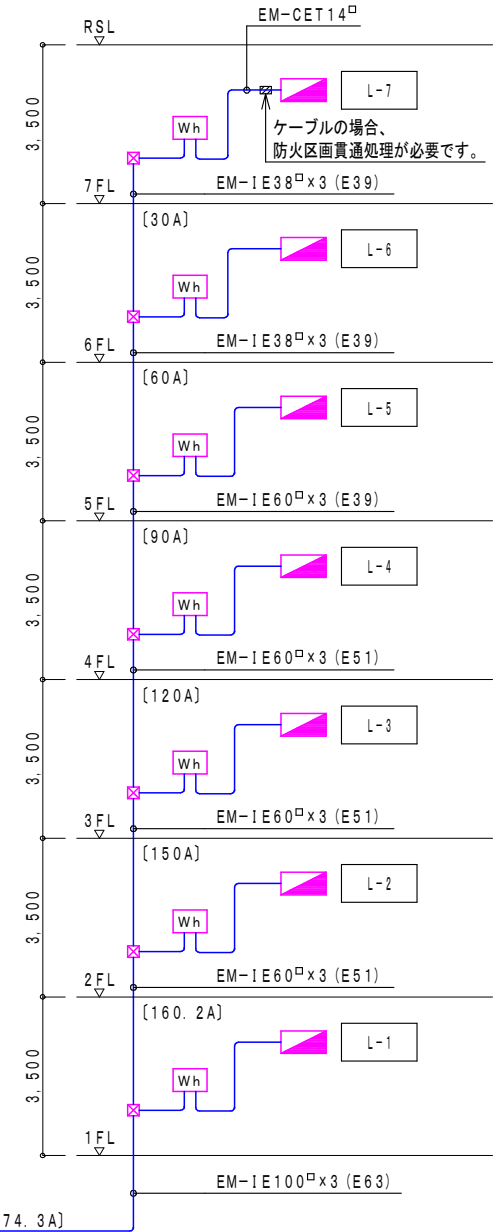 EM-CET14□
RSL
L-7
Wh
3,500
ケーブルの場合、
防火区画貫通処理が必要です。
7FL
EM-IE38□×3(E39)
[30A]
L-6
Wh
3,500
6FL
EM-IE38□×3(E39)
[60A]
L-5
Wh
3,500
5FL
EM-IE60□×3(E39)
[90A]
L-4
Wh
3,500
4FL
EM-IE60□×3(E51)
[120A]
L-3
Wh
3,500
3FL
EM-IE60□×3(E51)
[150A]
L-2
Wh
3,500
2FL
EM-IE60□×3(E51)
[160.2A]
L-1
Wh
3,500
1FL
EM-IE100□×3(E63)
74.3A]